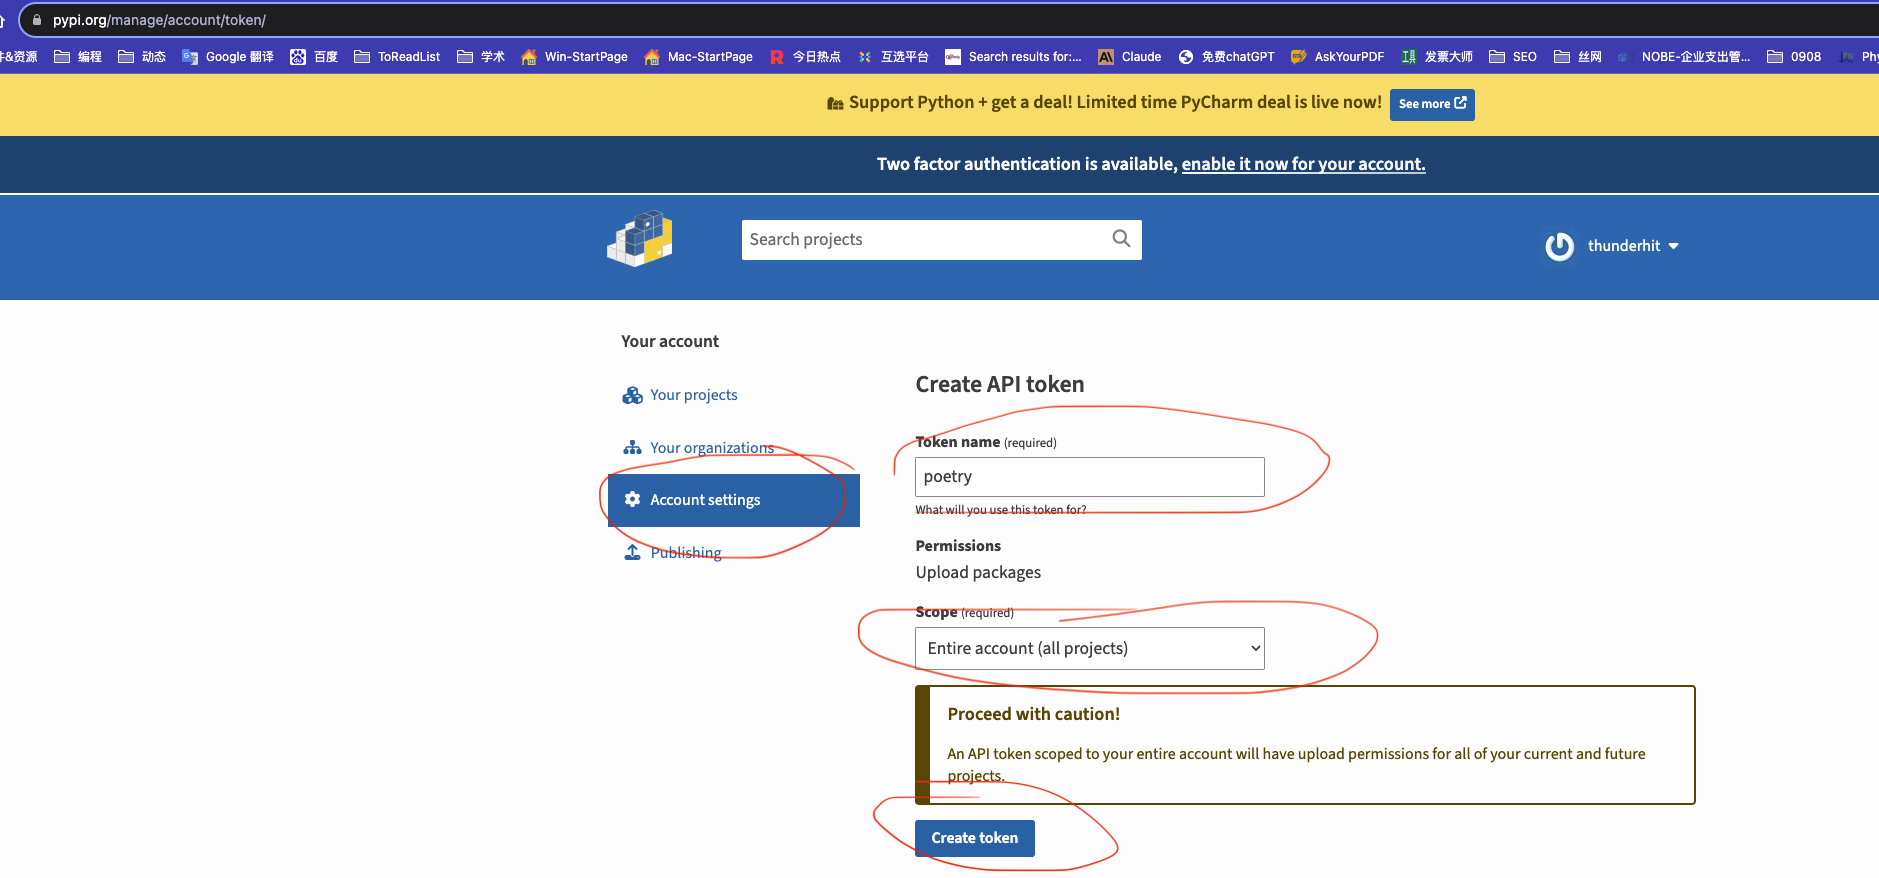 pypi.org/manage/account/token/
&资源 编程 动态 Google 翻译 百度 ToReadList 学术 Win-StartPage Mac-StartPage 今日热点 互选平台 Search results for:... Claude 免费chatGPT AskYourPDF 发票大师 SEO 丝网 NOBE-企业支出管... 0908 Phy
Support Python + get a deal! Limited time PyCharm deal is live now! See more
Two factor authentication is available, enable it now for your account.
Search projects
thunderhit
Your account
Your projects
Your organizations
Account settings
Publishing
Create API token
Token name (required)
poetry
What will you use this token for?
Permissions
Upload packages
Scope (required)
Entire account (all projects)
Proceed with caution!
An API token scoped to your entire account will have upload permissions for all of your current and future
projects.
Create token